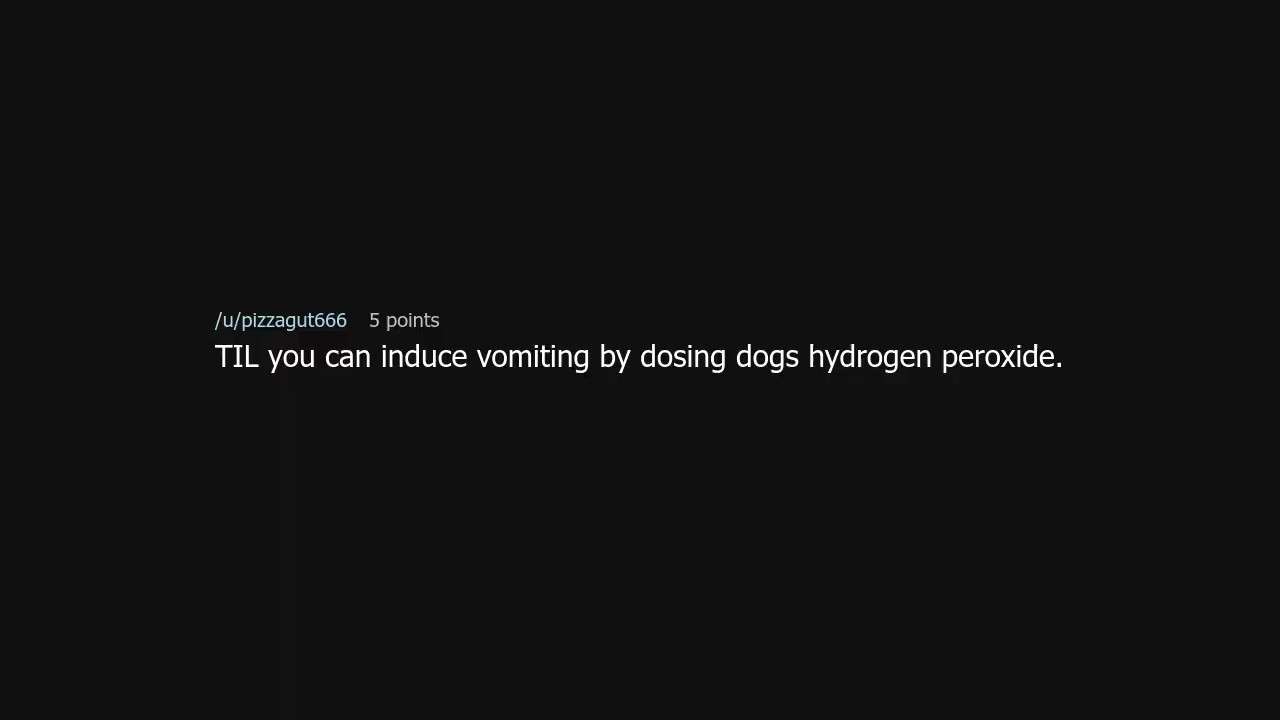 /u/pizzagut666 5 points
TIL you can induce vomiting by dosing dogs hydrogen peroxide.